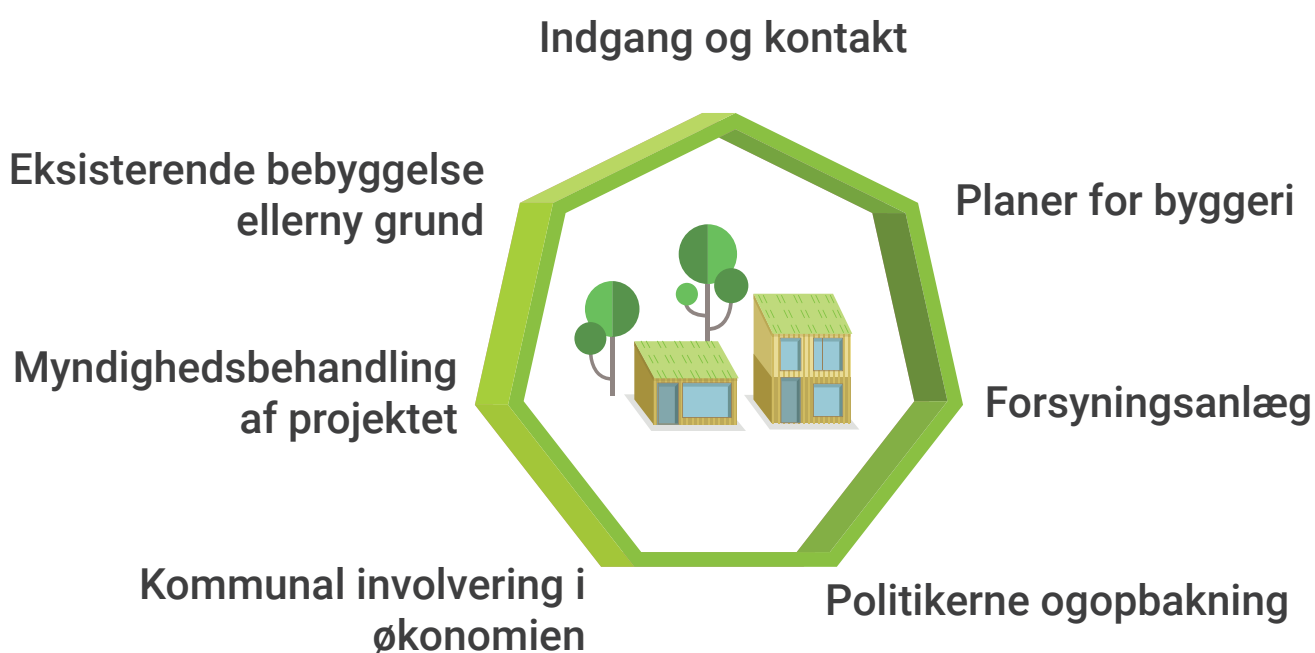 Indgang og kontakt
Eksisterende bebyggelse
ellerny grund
Planer for byggeri
Myndighedsbehandling
af projektet
Forsyningsanlæg
Kommunal involvering i
økonomien
Politikerne ogopbakning